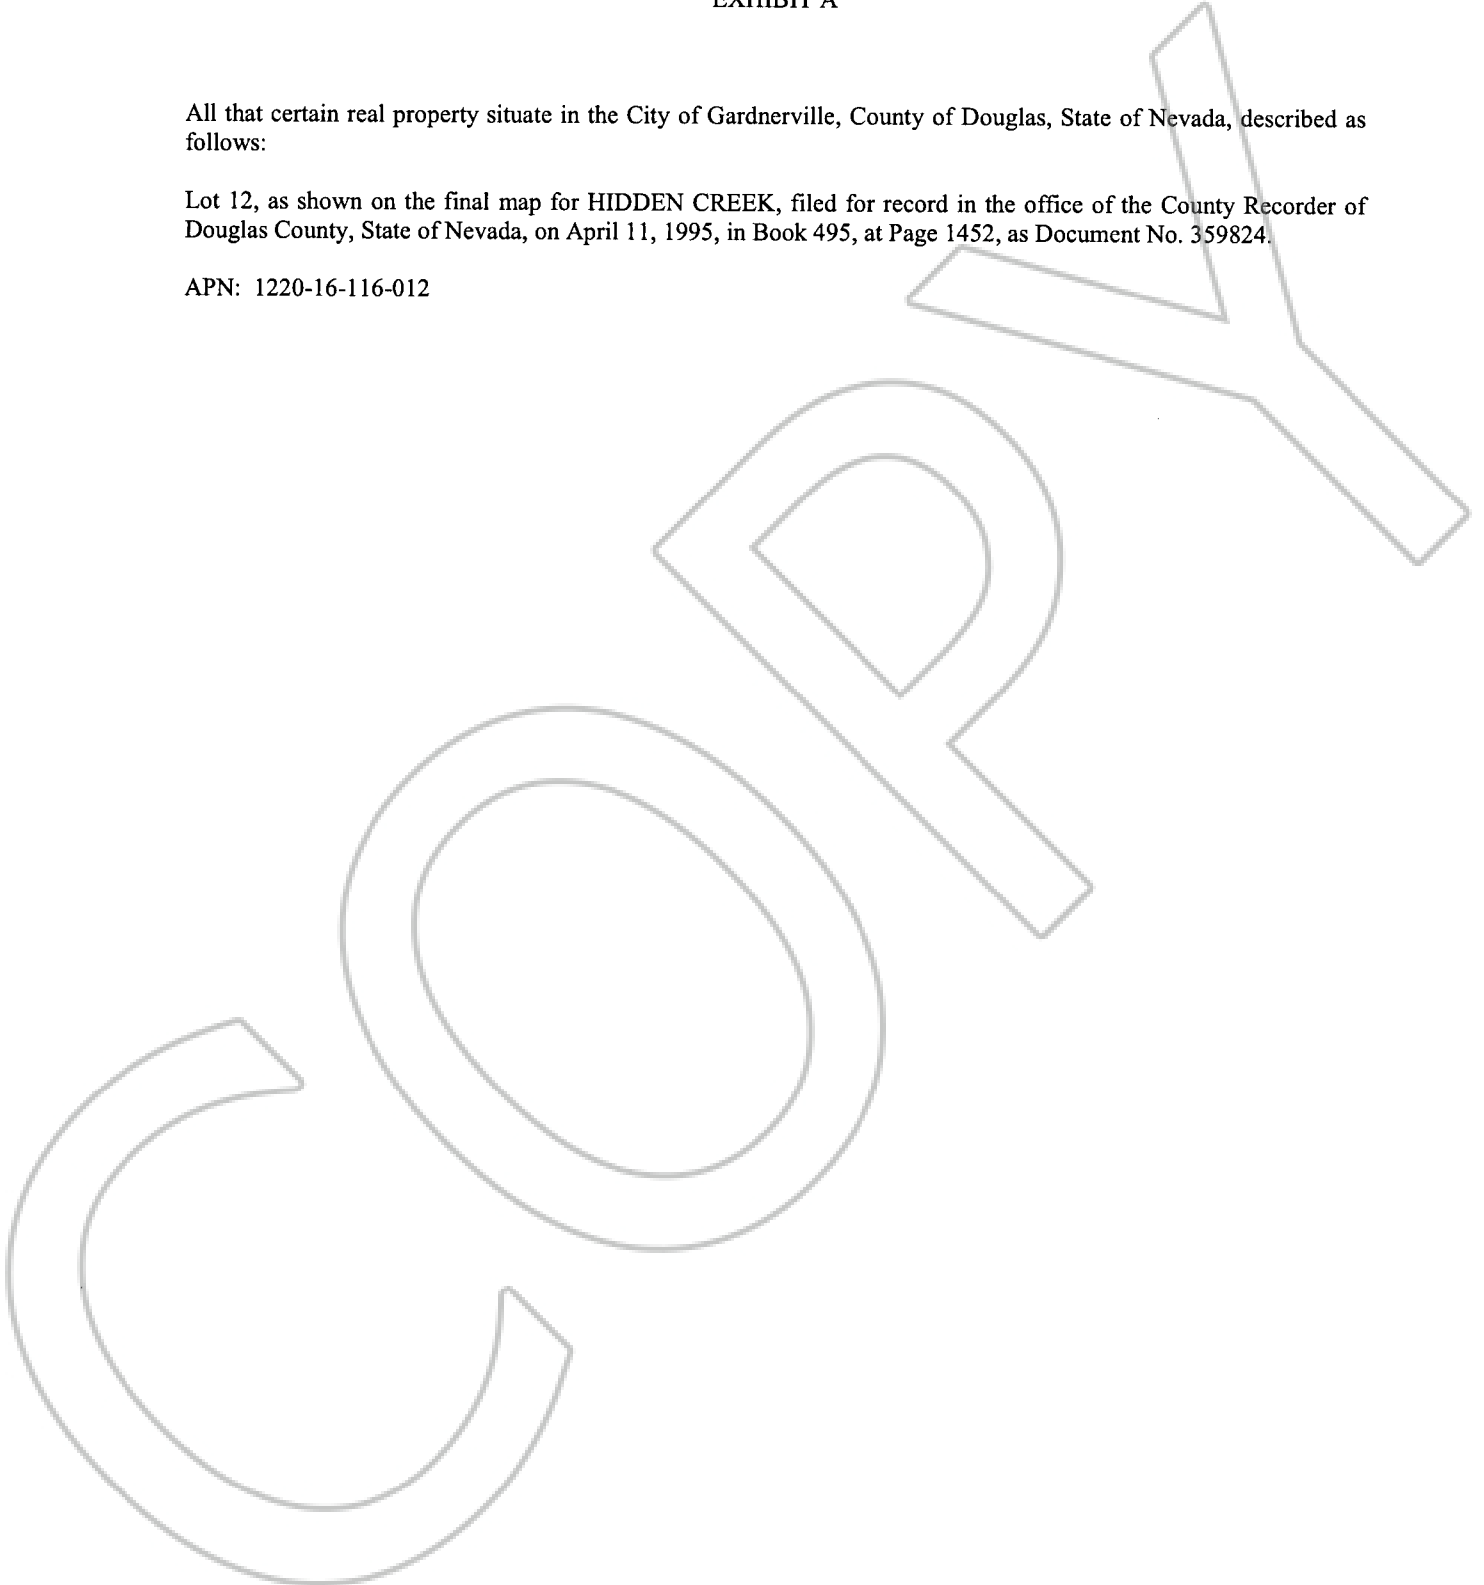 EXHIBIT A
All that certain real property situate in the City of Gardnerville, County of Douglas, State of Nevada, described as
follows:
Lot 12, as shown on the final map for HIDDEN CREEK, filed for record in the office of the County Recorder of
Douglas County, State of Nevada, on April 11, 1995, in Book 495, at Page 1452, as Document No. 359824.
APN: 1220-16-116-012
COPY